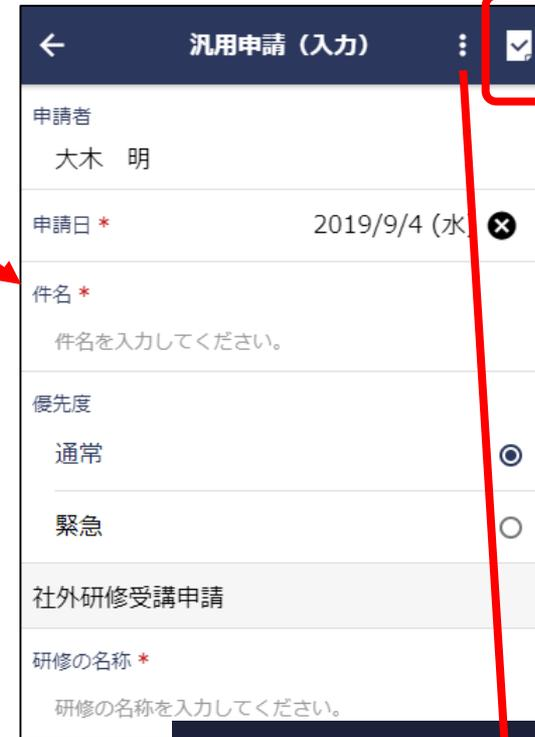 汎用申請（入力）
申請者
大木　明
申請日 *
2019/9/4 (水)
件名 *
件名を入力してください。
優先度
通常
緊急
社外研修受講申請
研修の名称 *
研修の名称を入力してください。